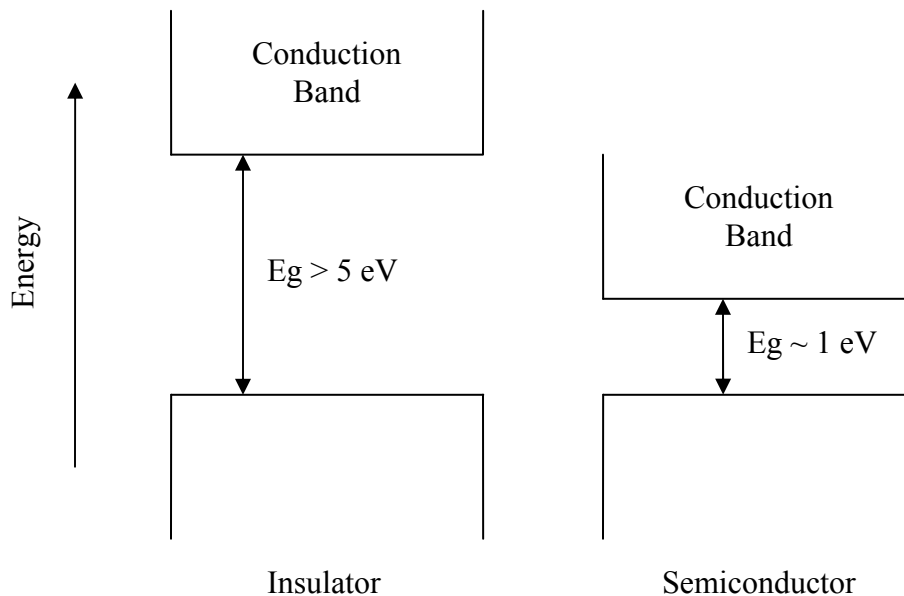 Conduction
Band
Energy
Eg > 5 eV
Conduction
Band
Eg ~ 1 eV
Insulator
Semiconductor